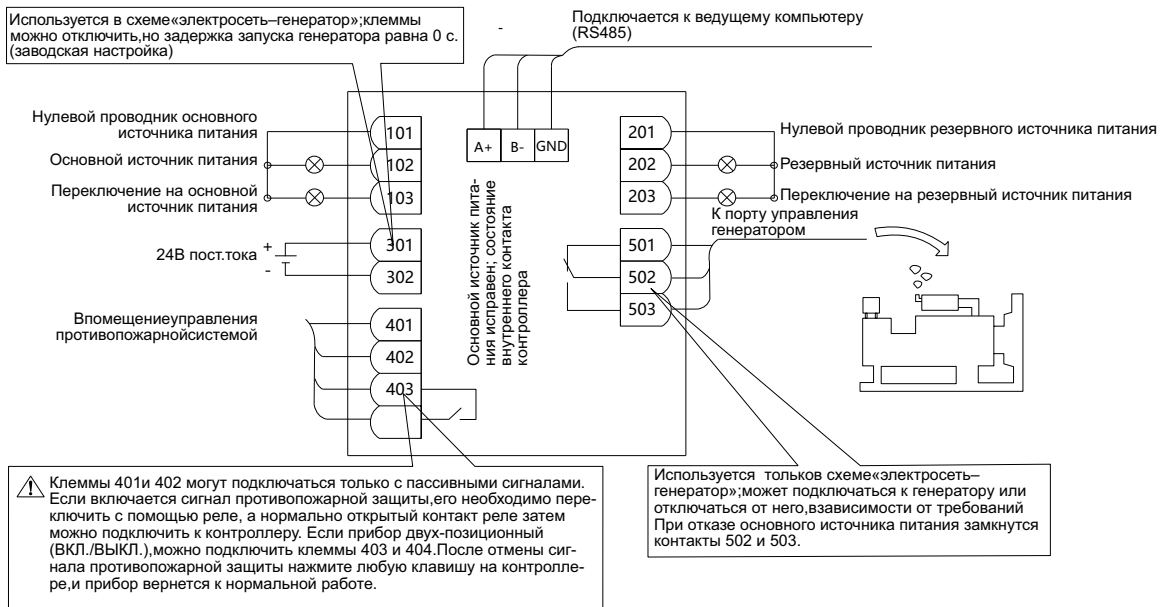 Используется в схеме«электросеть–генератор»;клеммы
можно отключить,но задержка запуска генератора равна 0 с.
(заводская настройка)
-
Подключается к ведущему компьютеру
(RS485)
Нулевой проводник основного
источника питания
Основной источник питания
Переключение на основной
источник питания
24В пост.тока
+
-
Впомещениеуправления
противопожарнойсистемой
101
102
103
301
302
401
402
403
A+ B- GND
Основной источник пита-
ния исправен; состояние
внутреннего контакта
контроллера
201
202
203
501
502
503
Нулевой проводник резервного источника питания
Резервный источник питания
Переключение на резервный источник питания
К порту управления
генератором
Клеммы 401и 402 могут подключаться только с пассивными сигналами.
Если включается сигнал противопожарной защиты,его необходимо пере-
ключить с помощью реле, а нормально открытый контакт реле затем
можно подключить к контроллеру. Если прибор двух-позиционный
(ВКЛ./ВЫКЛ.),можно подключить клеммы 403 и 404.После отмены сиг-
нала противопожарной защиты нажмите любую клавишу на контролле-
ре,и прибор вернется к нормальной работе.
Используется тольков схеме«электросеть–
генератор»;может подключаться к генератору или
отключаться от него,взависимости от требований
При отказе основного источника питания замкнутся
контакты 502 и 503.